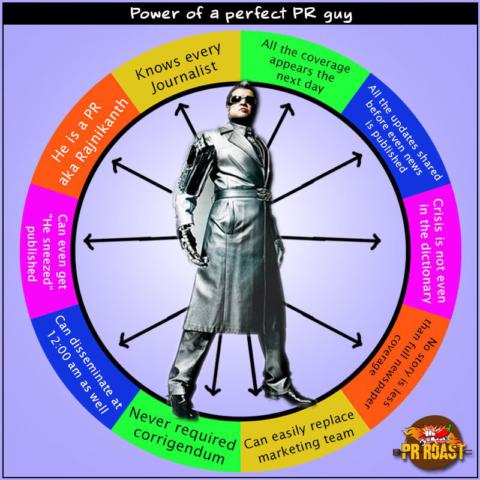 Power of a perfect PR guy
Knows every
Journalist
All the coverage
appears the
next day
All the updates shared
before even news
is published
Crisis is not even
in the dictionary
No story is less
than full newspaper
coverage
Can easily replace
marketing team
Never required
corrigendum
Can disseminate at
12:00 am as well
Can even get
"He sneezed"
published
He is a PR
aka Rajnikanth
PR ROAST